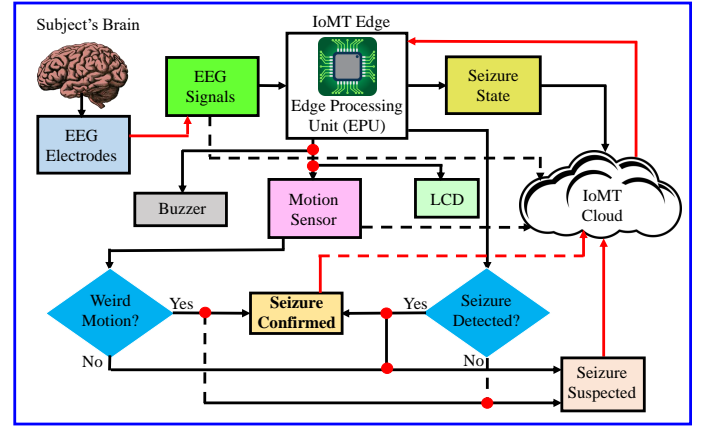 Subject's Brain
IoMT Edge
EEG
Signals
Edge Processing
Unit (EPU)
Seizure
State
EEG
Electrodes
Buzzer
Motion
Sensor
LCD
IoMT
Cloud
Weird
Motion?
Yes
Seizure
Confirmed
Yes
Seizure
Detected?
No
No
Seizure
Suspected